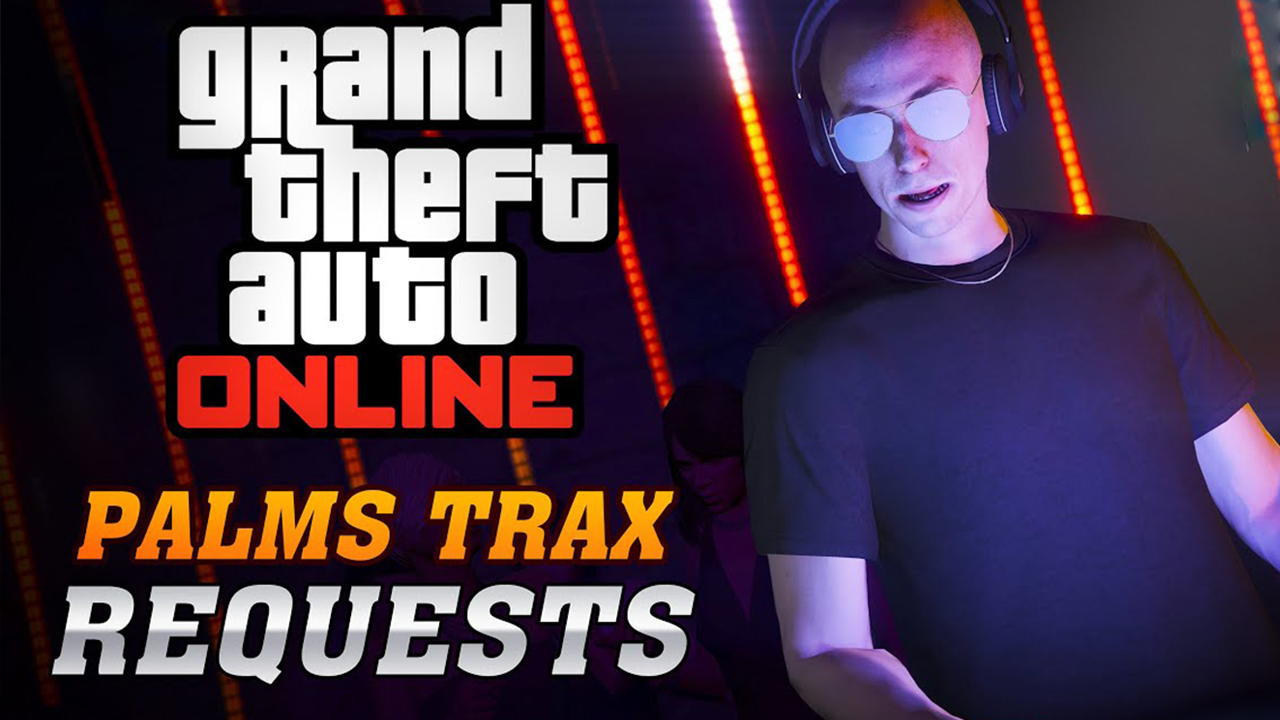 grand
theft
auto
ONLINE
PALMS TRAX
REQUESTS